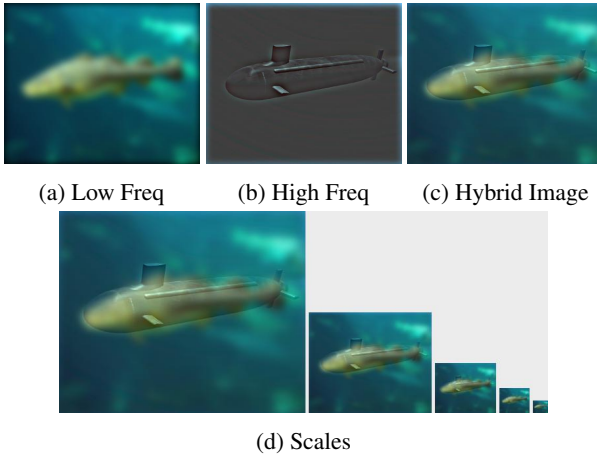 (a) Low Freq
(b) High Freq
(c) Hybrid Image
(d) Scales